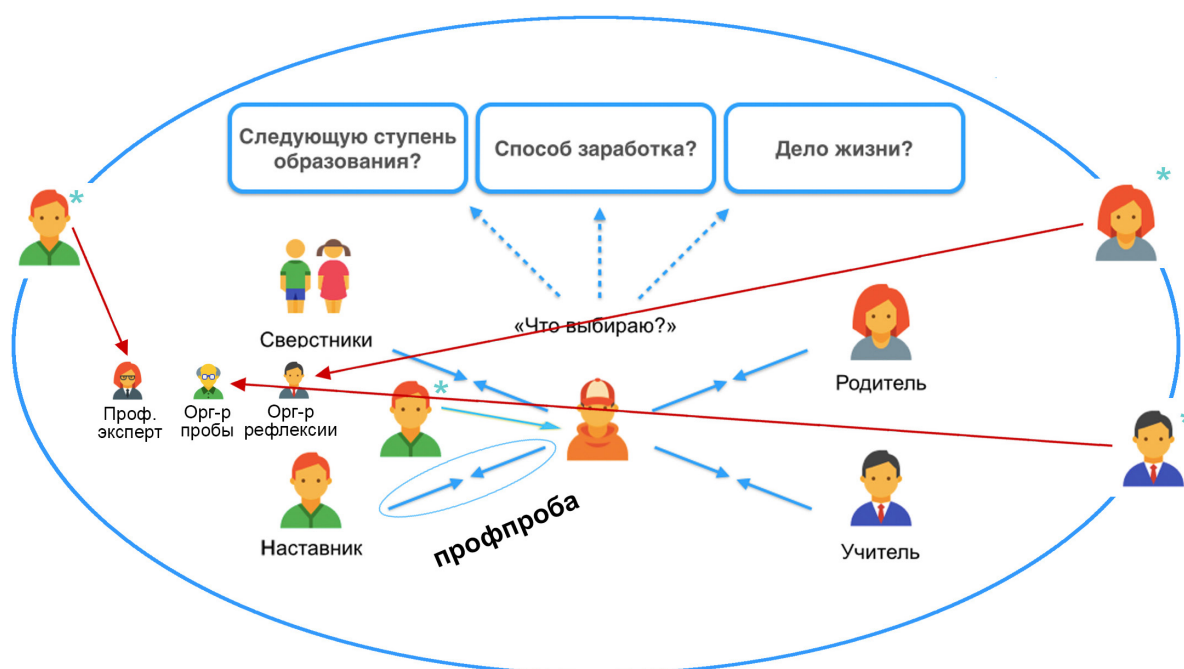 Следующую ступень
образования?
Способ заработка?
Дело жизни?
*
*
«Что выбираю?»
Сверстники
Родитель
*
*
Проф.
эксперт
Орг-р
пробы
Орг-р
рефлексии
Наставник
профпроба
Учитель